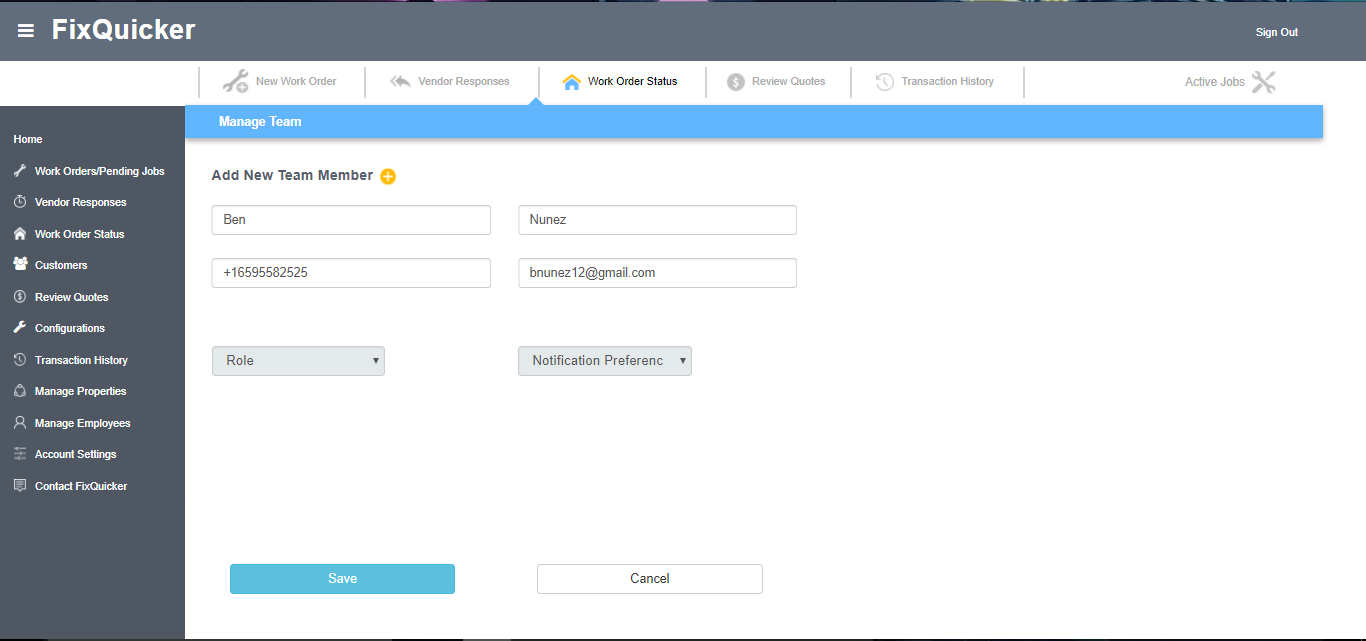 FixQuicker
Sign Out
New Work Order
Vendor Responses
Work Order Status
Review Quotes
Transaction History
Active Jobs
Manage Team
Home
Work Orders/Pending Jobs
Vendor Responses
Work Order Status
Customers
Review Quotes
Configurations
Transaction History
Manage Properties
Manage Employees
Account Settings
Contact FixQuicker
Add New Team Member
Ben
Nunez
+16595582525
bnunez12@gmail.com
Role
Notification Preferenc
Save
Cancel